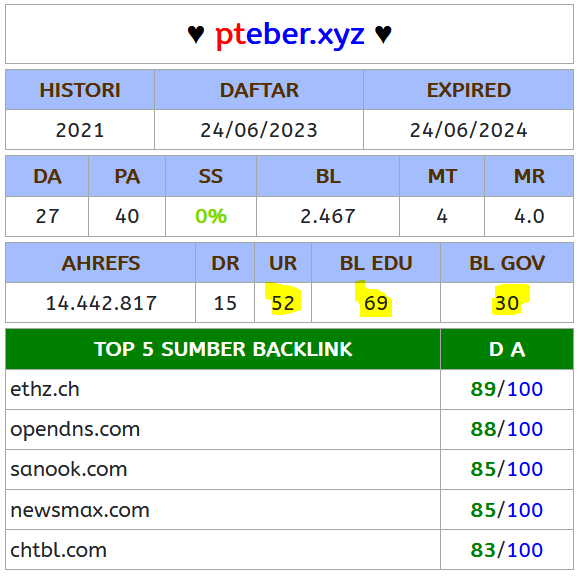 ♥ pteber.xyz ♥
HISTORI DAFTAR EXPIRED
2021 24/06/2023 24/06/2024
DA PA SS BL MT MR
27 40 0% 2.467 4 4.0
AHREFS DR UR BL EDU BL GOV
14.442.817 15 52 69 30
TOP 5 SUMBER BACKLINK D A
ethz.ch 89/100
opendns.com 88/100
sanook.com 85/100
newsmax.com 85/100
chtbl.com 83/100